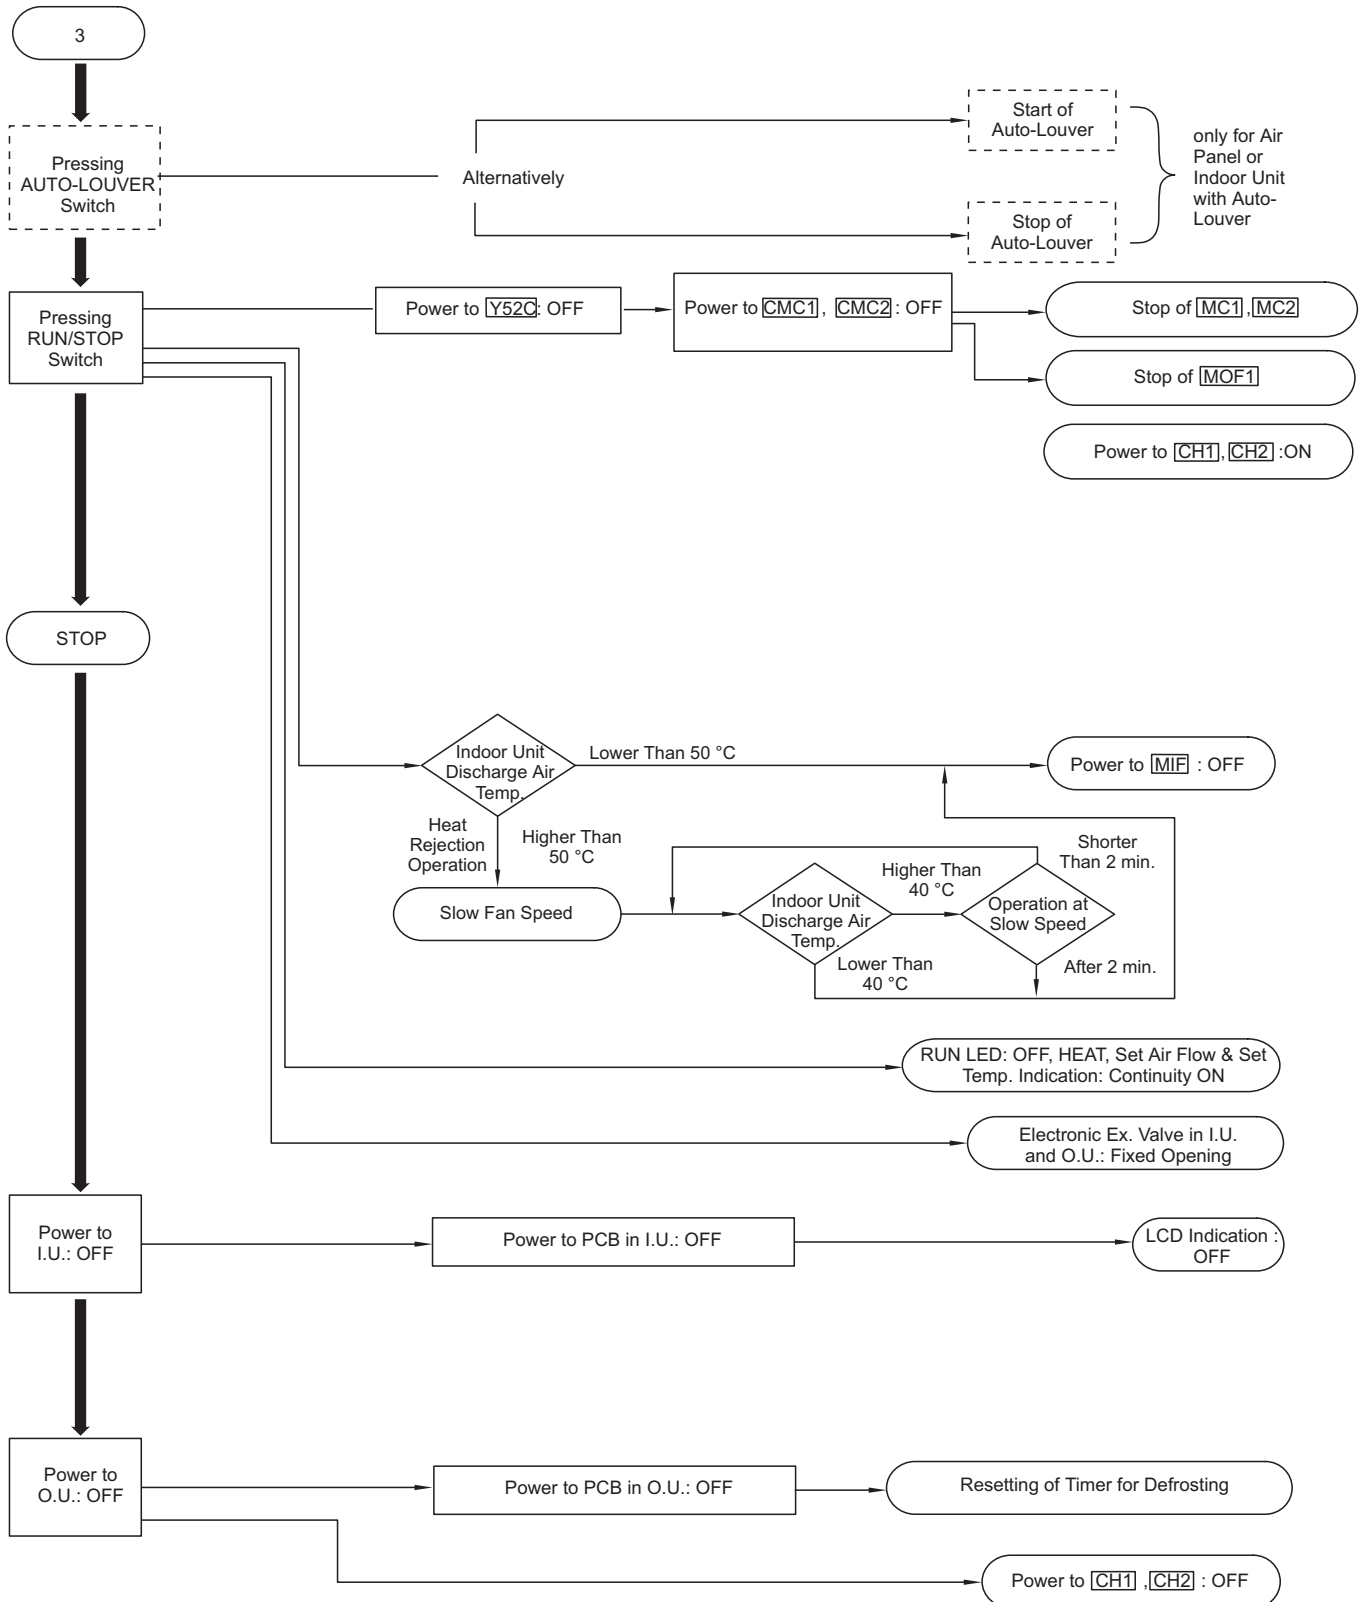 3
Pressing
AUTO-LOUVER
Switch
Alternatively
Start of
Auto-Louver
Stop of
Auto-Louver
only for Air
Panel or
Indoor Unit
with Auto-
Louver
Pressing
RUN/STOP
Switch
Power to Y52C: OFF
Power to CMC1, CMC2 : OFF
Stop of MC1, MC2
Stop of MOF1
Power to CH1, CH2 :ON
STOP
Indoor Unit
Discharge Air
Temp.
Lower Than 50 °C
Power to MIF : OFF
Heat
Rejection
Operation
Higher Than
50 °C
Slow Fan Speed
Indoor Unit
Discharge Air
Temp.
Higher Than
40 °C
Lower Than
40 °C
Operation at
Slow Speed
Shorter
Than 2 min.
After 2 min.
RUN LED: OFF, HEAT, Set Air Flow & Set
Temp. Indication: Continuity ON
Electronic Ex. Valve in I.U.
and O.U.: Fixed Opening
Power to
I.U.: OFF
Power to PCB in I.U.: OFF
LCD Indication :
OFF
Power to
O.U.: OFF
Power to PCB in O.U.: OFF
Resetting of Timer for Defrosting
Power to CH1 ,CH2 : OFF